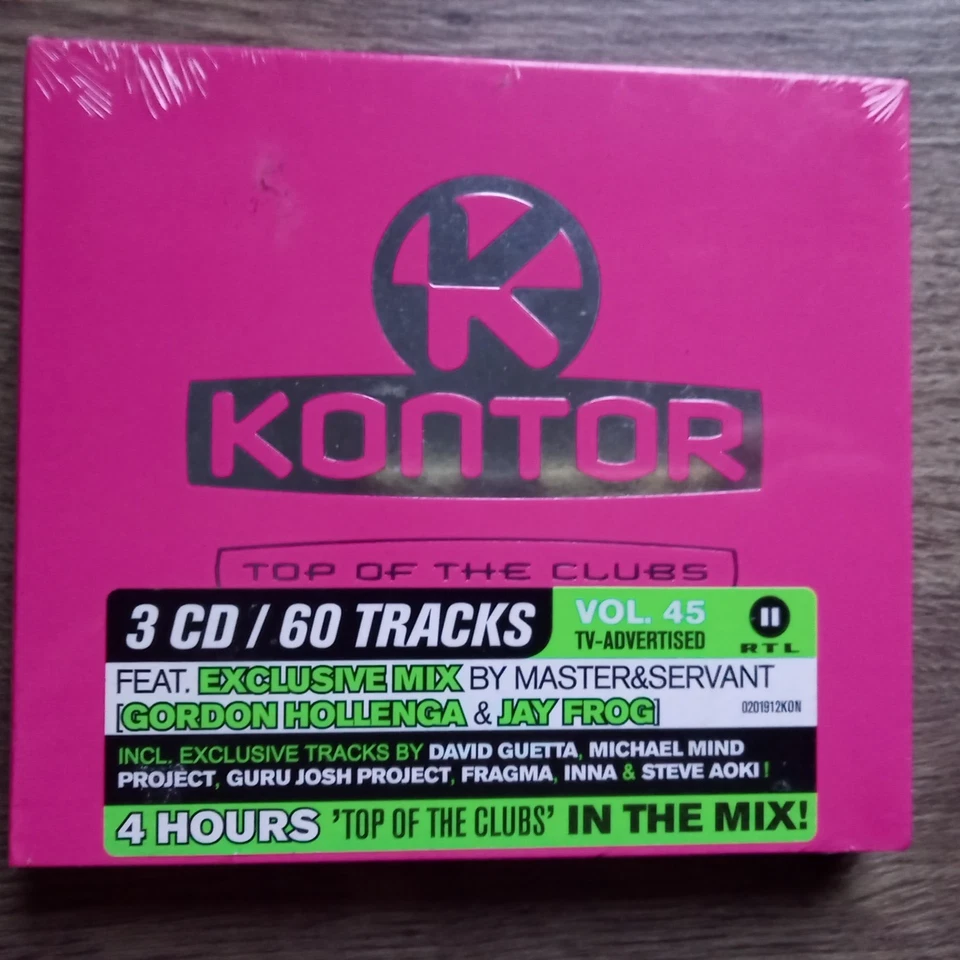 K
KONTOR
TOP OF THE CLUBS
3 CD / 60 TRACKS
VOL. 45
TV-ADVERTISED
II
RTL
FEAT. EXCLUSIVE MIX BY MASTER&SERVANT
[GORDON HOLLENGA & JAY FROG]
0201912KON
INCL. EXCLUSIVE TRACKS BY DAVID GUETTA, MICHAEL MIND
PROJECT, GURU JOSH PROJECT, FRAGMA, INNA & STEVE AOKI !
4 HOURS 'TOP OF THE CLUBS' IN THE MIX!